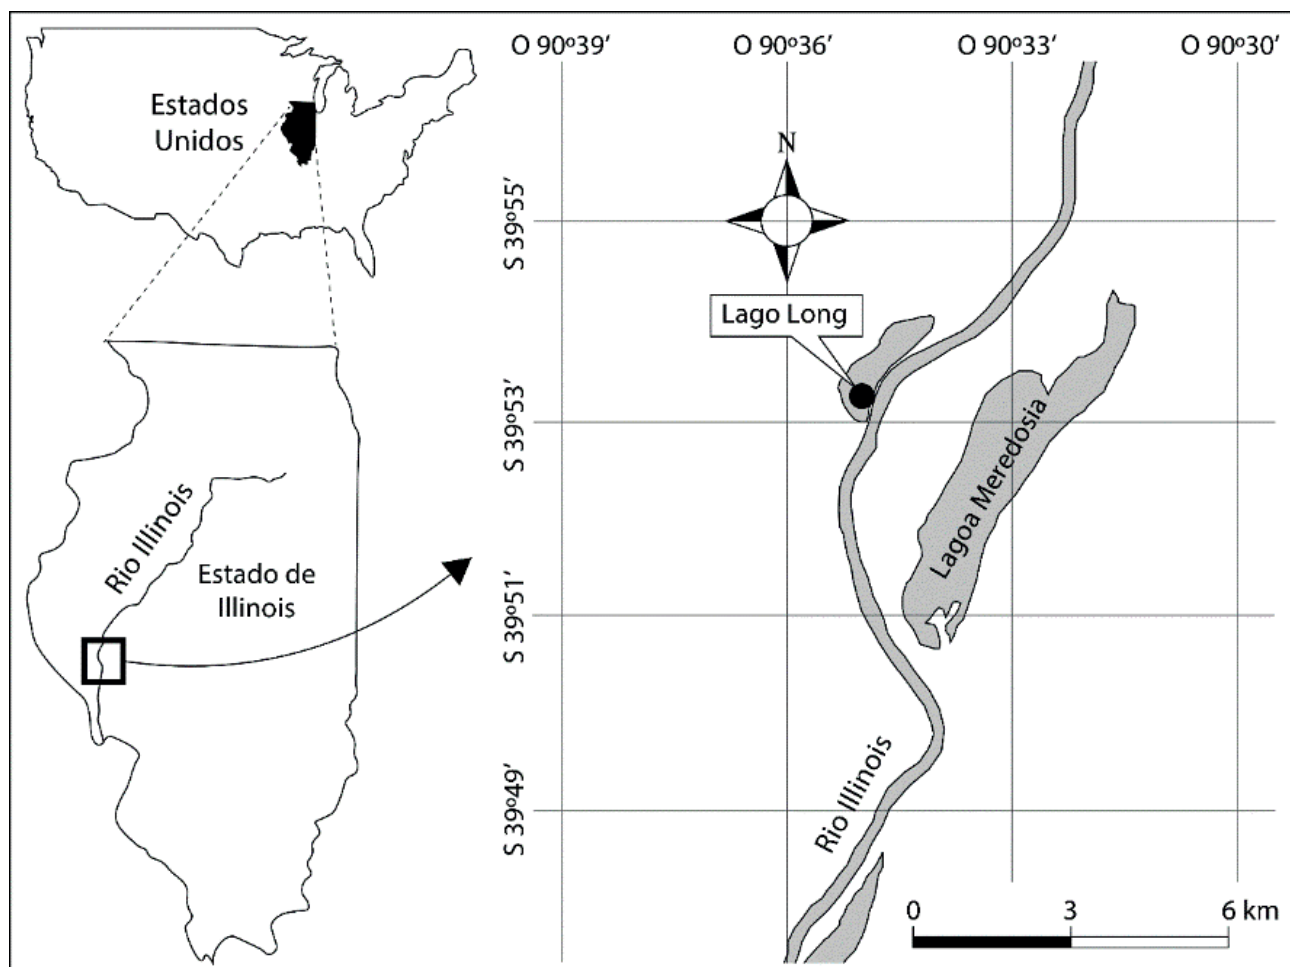 Estados
Unidos
Rio Illinois
Estado de
Illinois
O 90º39’
O 90º36’
O 90º33’
O 90º30’
N
S 39º55’
Lago Long
S 39º53’
Lagoa Meredosia
S 39º51’
S 39º49’
Rio Illinois
0
3
6 km